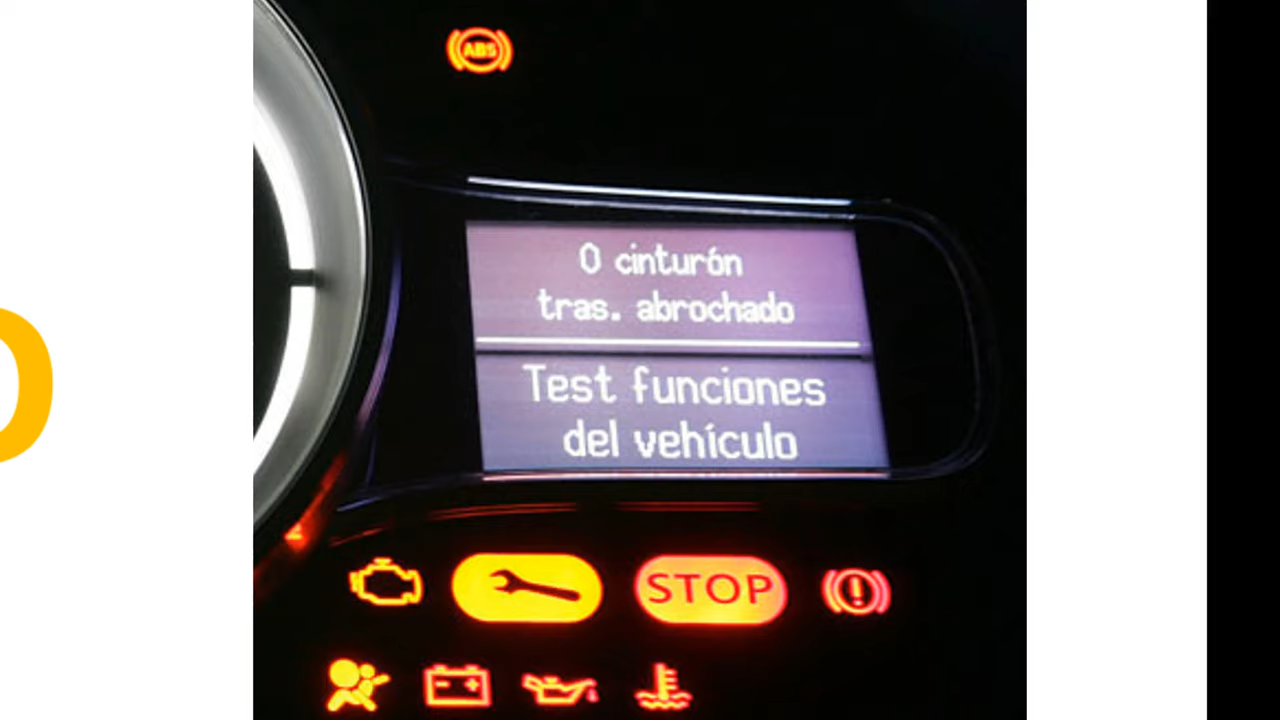 ABS
0 cinturón
tras. abrochado
Test funciones
del vehículo
STOP